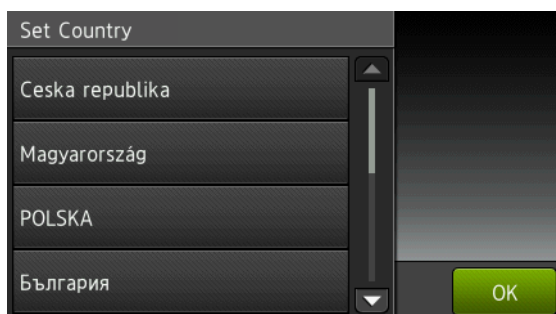 Set Country
Ceska republika
Magyarország
POLSKA
България
OK